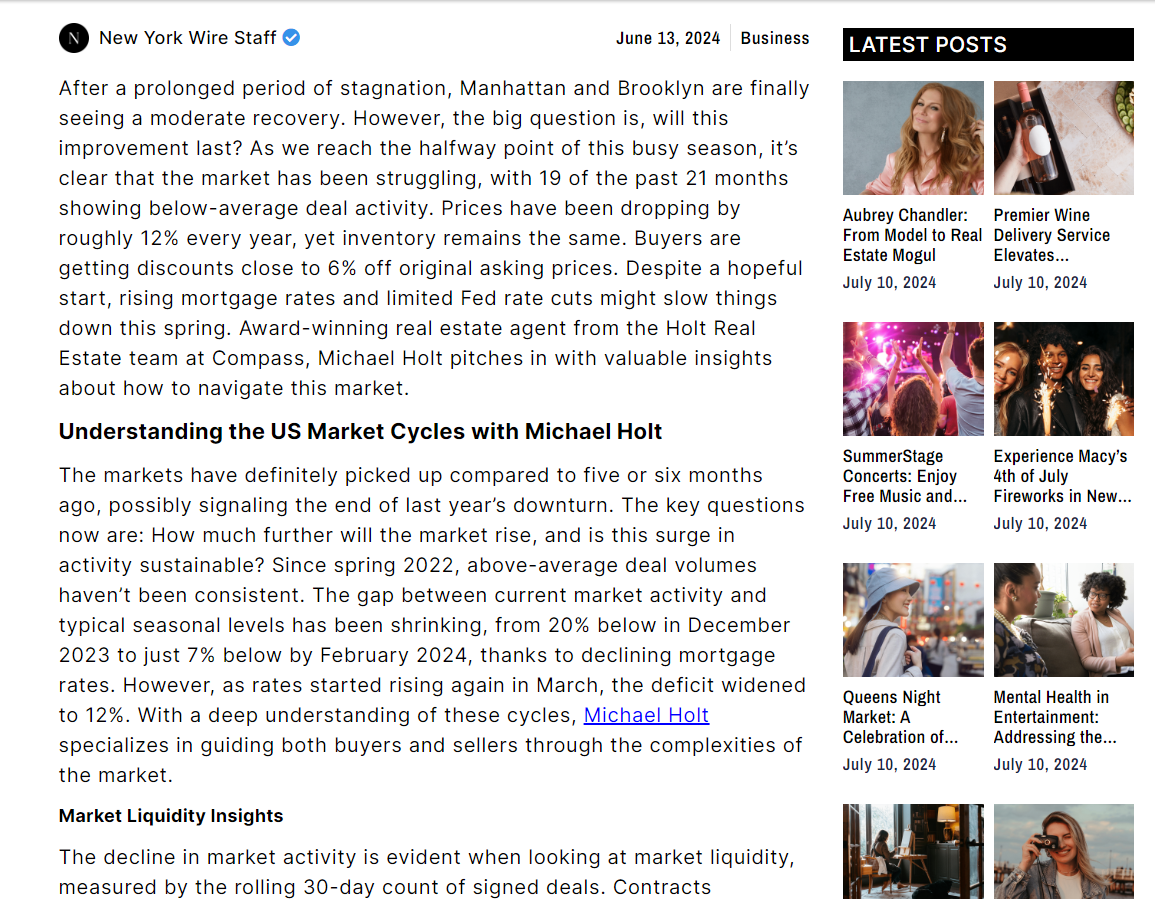 N New York Wire Staff
June 13, 2024 Business
After a prolonged period of stagnation, Manhattan and Brooklyn are finally
seeing a moderate recovery. However, the big question is, will this
improvement last? As we reach the halfway point of this busy season, it’s
clear that the market has been struggling, with 19 of the past 21 months
showing below-average deal activity. Prices have been dropping by
roughly 12% every year, yet inventory remains the same. Buyers are
getting discounts close to 6% off original asking prices. Despite a hopeful
start, rising mortgage rates and limited Fed rate cuts might slow things
down this spring. Award-winning real estate agent from the Holt Real
Estate team at Compass, Michael Holt pitches in with valuable insights
about how to navigate this market.
Understanding the US Market Cycles with Michael Holt
The markets have definitely picked up compared to five or six months
ago, possibly signaling the end of last year’s downturn. The key questions
now are: How much further will the market rise, and is this surge in
activity sustainable? Since spring 2022, above-average deal volumes
haven’t been consistent. The gap between current market activity and
typical seasonal levels has been shrinking, from 20% below in December
2023 to just 7% below by February 2024, thanks to declining mortgage
rates. However, as rates started rising again in March, the deficit widened
to 12%. With a deep understanding of these cycles, Michael Holt
specializes in guiding both buyers and sellers through the complexities of
the market.
Market Liquidity Insights
The decline in market activity is evident when looking at market liquidity,
measured by the rolling 30-day count of signed deals. Contracts
LATEST POSTS
Aubrey Chandler:
From Model to Real
Estate Mogul
July 10, 2024
Premier Wine
Delivery Service
Elevates...
July 10, 2024
SummerStage
Concerts: Enjoy
Free Music and...
July 10, 2024
Experience Macy’s
4th of July
Fireworks in New...
July 10, 2024
Queens Night
Market: A
Celebration of...
July 10, 2024
Mental Health in
Entertainment:
Addressing the...
July 10, 2024